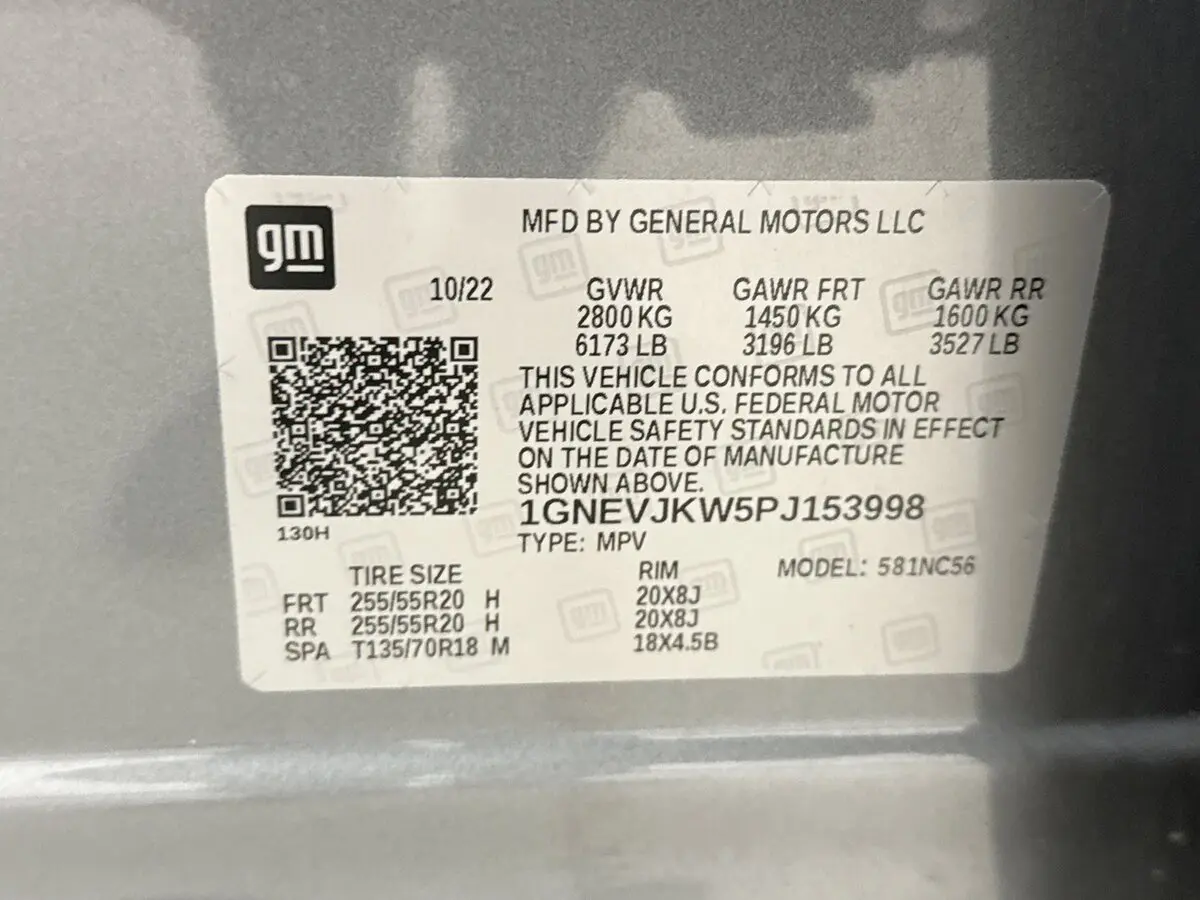 gm
MFD BY GENERAL MOTORS LLC
10/22 GVWR GAWR FRT GAWR RR
2800 KG 1450 KG 1600 KG
6173 LB 3196 LB 3527 LB
THIS VEHICLE CONFORMS TO ALL
APPLICABLE U.S. FEDERAL MOTOR
VEHICLE SAFETY STANDARDS IN EFFECT
ON THE DATE OF MANUFACTURE
SHOWN ABOVE.
1GNEVJKW5PJ153998
130H
TYPE: MPV
TIRE SIZE RIM MODEL: 581NC56
FRT 255/55R20 H 20X8J
RR 255/55R20 H 20X8J
SPA T135/70R18 M 18X4.5B